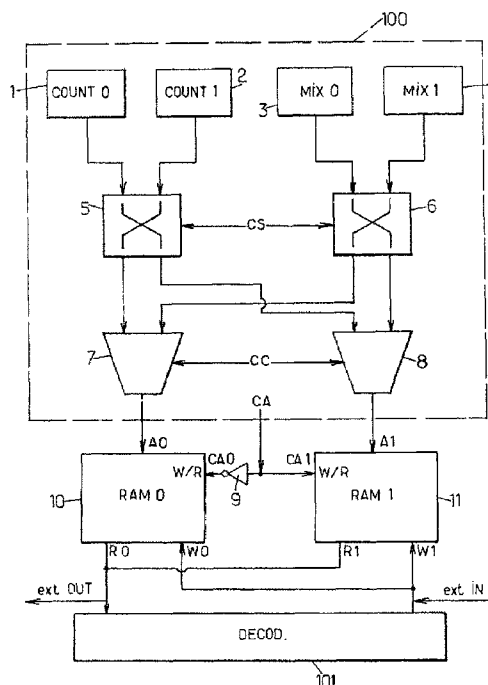 100
1 COUNT 0 COUNT 1 2 3 MIX 0 MIX 1
5 CS 6
7 CC 8
CA
A0 A1
10 W/R CA0 9 CA1 W/R 11
RAM 0 RAM 1
R0 W0 R1 W1
ext OUT ext IN
DECOD.
101